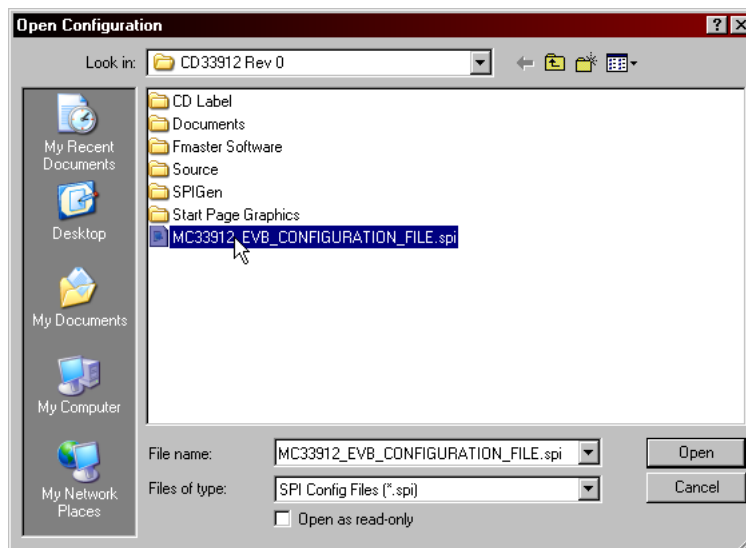 Open Configuration
Look in: CD33912 Rev 0
My Recent
Documents
Desktop
My Documents
My Computer
My Network
Places
CD Label
Documents
Fmaster Software
Source
SPIGen
Start Page Graphics
MC33912_EVB_CONFIGURATION_FILE.spi
File name: MC33912_EVB_CONFIGURATION_FILE.spi Open
Files of type: SPI Config Files (*.spi) Cancel
Open as read-only